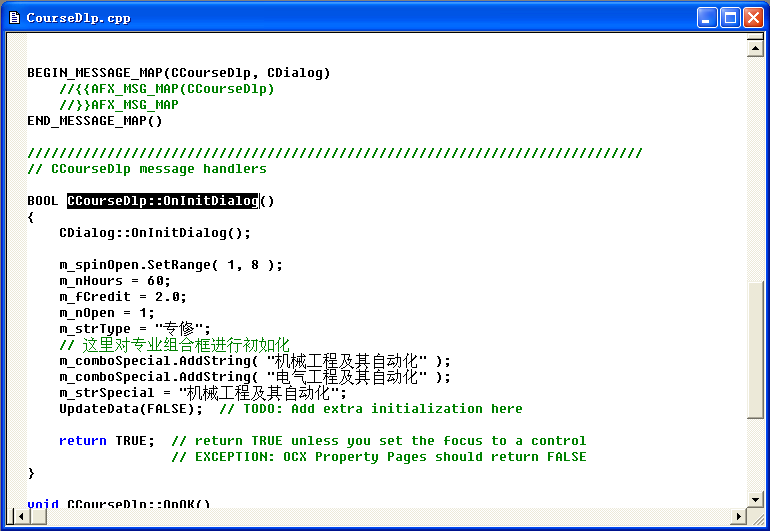 CourseDlp.cpp
BEGIN_MESSAGE_MAP(CCourseDlp, CDialog)
//{{AFX_MSG_MAP(CCourseDlp)
//}}AFX_MSG_MAP
END_MESSAGE_MAP()
/////////////////////////////////////////////////////////////////////////////
// CCourseDlp message handlers
BOOL CCourseDlp::OnInitDialog()
{
CDialog::OnInitDialog();
m_spinOpen.SetRange( 1, 8 );
m_nHours = 60;
m_fCredit = 2.0;
m_nOpen = 1;
m_strType = "专修";
// 这里对专业组合框进行初如化
m_comboSpecial.AddString( "机械工程及其自动化" );
m_comboSpecial.AddString( "电气工程及其自动化" );
m_strSpecial = "机械工程及其自动化";
UpdateData(FALSE);  // TODO: Add extra initialization here
return TRUE;  // return TRUE unless you set the focus to a control
// EXCEPTION: OCX Property Pages should return FALSE
}
void CCourseDlp::OnOK()